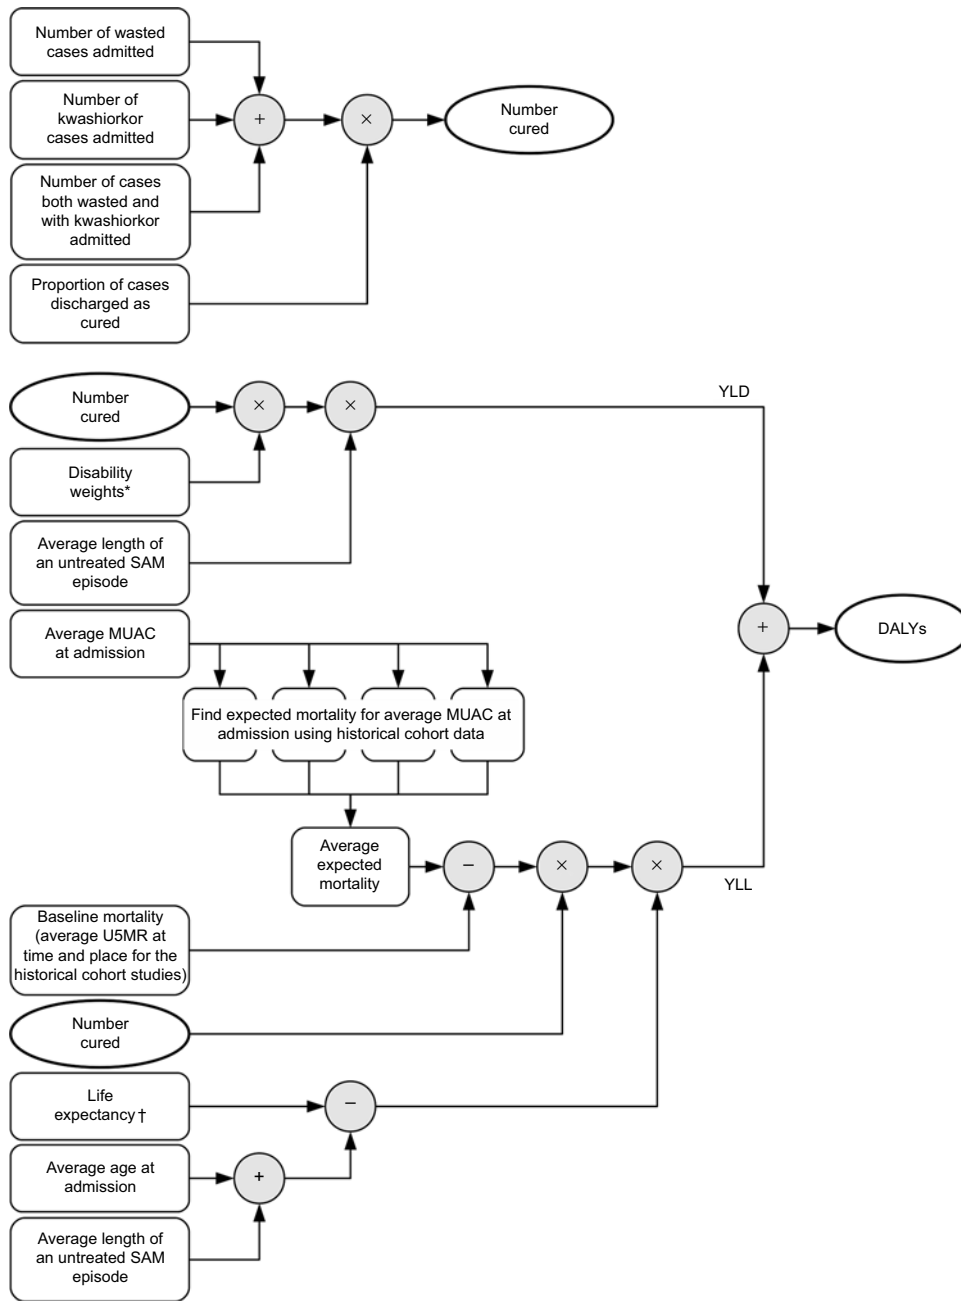 Number of wasted
cases admitted
Number of
kwashiorkor
cases admitted
+
×
Number
cured
Number of cases
both wasted and
with kwashiorkor
admitted
Proportion of cases
discharged as
cured
Number
cured
×
×
YLD
Disability
weights*
Average length of
an untreated SAM
episode
Average MUAC
at admission
+
DALYs
Find expected mortality for average MUAC at
admission using historical cohort data
Average
expected
mortality
−
×
×
YLL
Baseline mortality
(average U5MR at
time and place for the
historical cohort studies)
Number
cured
Life
expectancy†
−
Average age at
admission
+
Average length of
an untreated SAM
episode